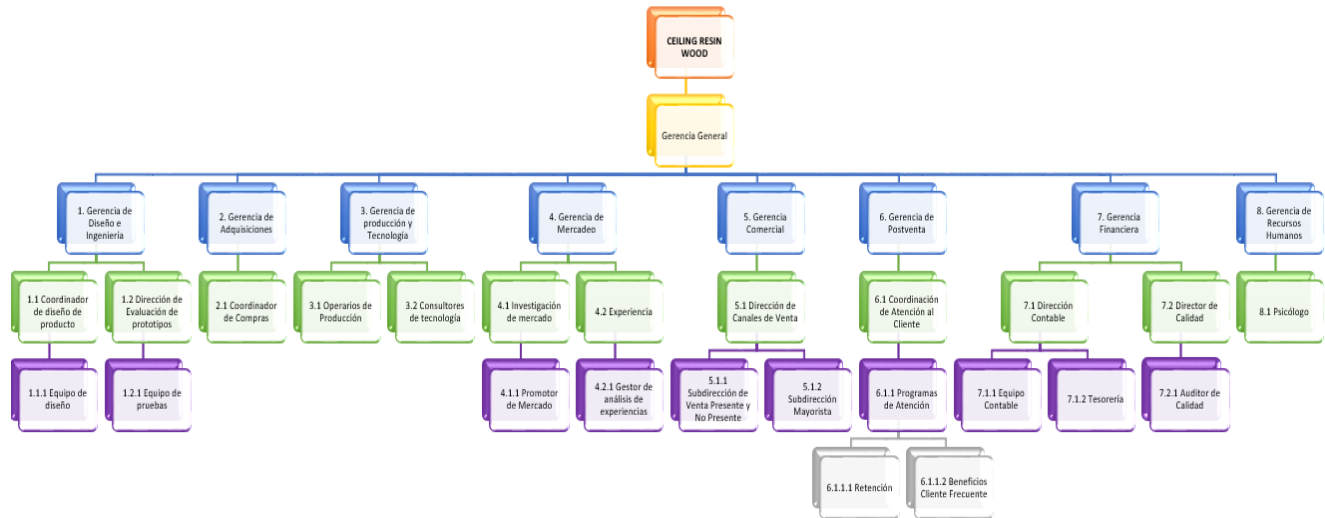 CEILING RESIN
WOOD
Gerencia General
1. Gerencia de
Diseño e
Ingeniería
2. Gerencia de
Adquisiciones
3. Gerencia de
producción y
Tecnología
4. Gerencia de
Mercadeo
5. Gerencia
Comercial
6. Gerencia de
Postventa
7. Gerencia
Financiera
8. Gerencia de
Recursos
Humanos
1.1 Coordinador
de diseño de
producto
1.2 Dirección de
Evaluación de
prototipos
2.1 Coordinador
de Compras
3.1 Operarios de
Producción
3.2 Consultores
de tecnología
4.1 Investigación
de mercado
4.2 Experiencia
5.1 Dirección de
Canales de Venta
6.1 Coordinación
de Atención al
Cliente
7.1 Dirección
Contable
7.2 Director de
Calidad
8.1 Psicólogo
1.1.1 Equipo de
diseño
1.2.1 Equipo de
pruebas
4.1.1 Promotor
de Mercado
4.2.1 Gestor de
análisis de
experiencias
5.1.1
Subdirección de
Venta Presente y
No Presente
5.1.2
Subdirección
Mayorista
6.1.1 Programas
de Atención
7.1.1 Equipo
Contable
7.1.2 Tesorería
7.2.1 Auditor de
Calidad
6.1.1.1 Retención
6.1.1.2 Beneficios
Cliente Frecuente